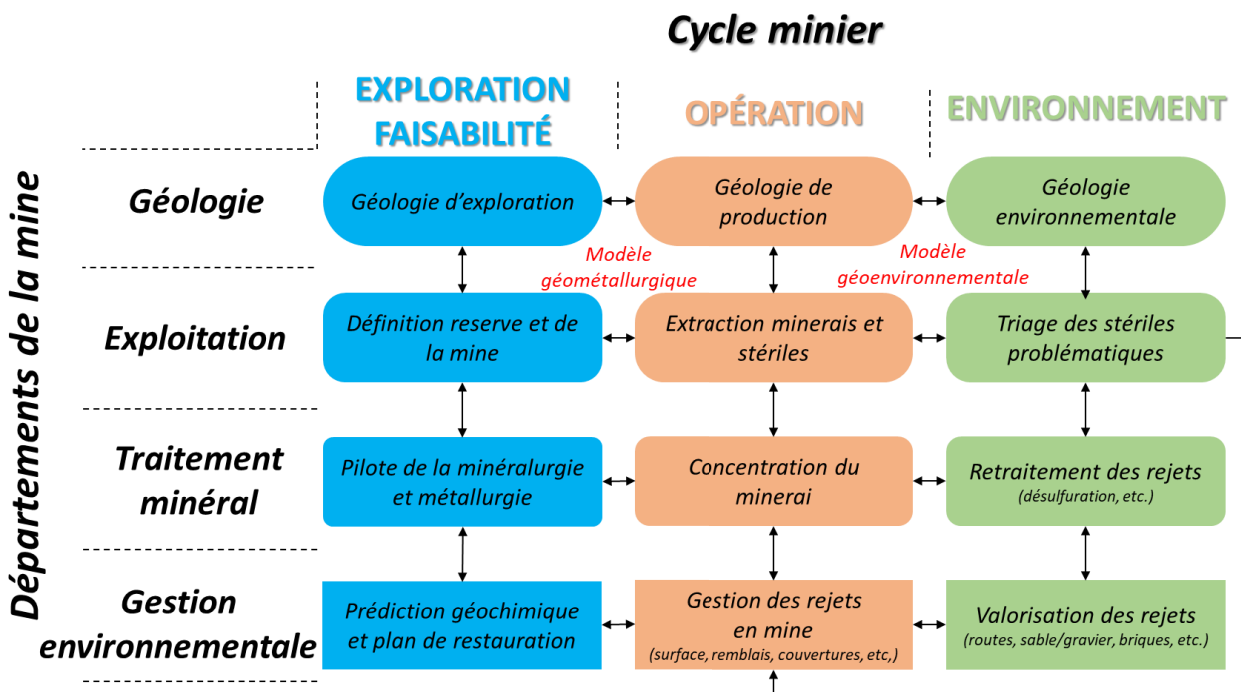 Cycle minier
EXPLORATION
FAISABILITÉ
OPÉRATION
ENVIRONNEMENT
Départements de la mine
Géologie
Géologie d'exploration
Géologie de
production
Géologie
environnementale
Modèle
géométallurgique
Modèle
géoenvironnementale
Exploitation
Définition reserve et de
la mine
Extraction minerais et
stériles
Triage des stériles
problématiques
Traitement
minéral
Pilote de la minéralurgie
et métallurgie
Concentration du
minerai
Retraitement des rejets
(désulfuration, etc.)
Gestion
environnementale
Prédiction géochimique
et plan de restauration
Gestion des rejets
en mine
(surface, remblais, couvertures, etc,)
Valorisation des rejets
(routes, sable/gravier, briques, etc.)